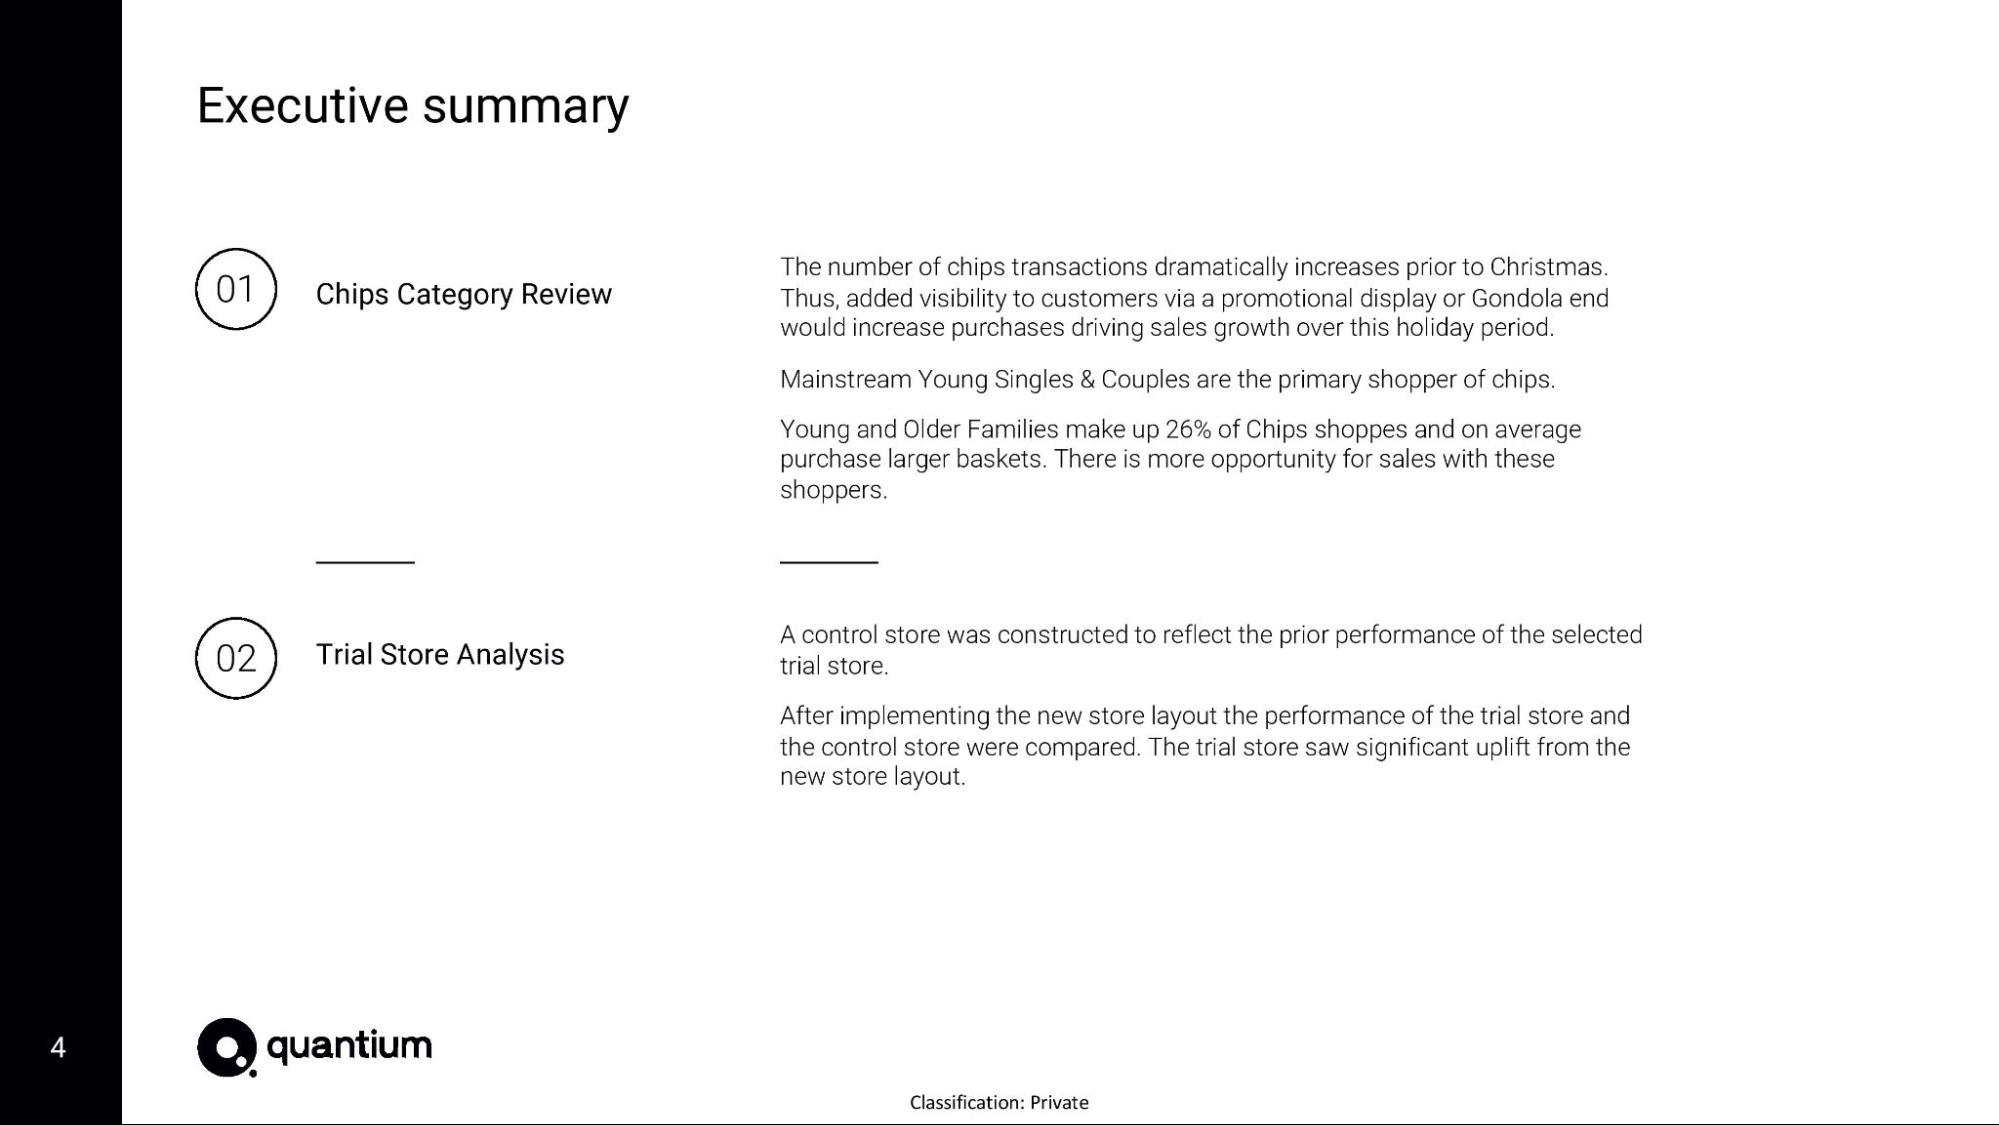 Executive summary
01
Chips Category Review
The number of chips transactions dramatically increases prior to Christmas.
Thus, added visibility to customers via a promotional display or Gondola end
would increase purchases driving sales growth over this holiday period.
Mainstream Young Singles & Couples are the primary shopper of chips.
Young and Older Families make up 26% of Chips shoppes and on average
purchase larger baskets. There is more opportunity for sales with these
shoppers.
02
Trial Store Analysis
A control store was constructed to reflect the prior performance of the selected
trial store.
After implementing the new store layout the performance of the trial store and
the control store were compared. The trial store saw significant uplift from the
new store layout.
4
quantium
Classification: Private